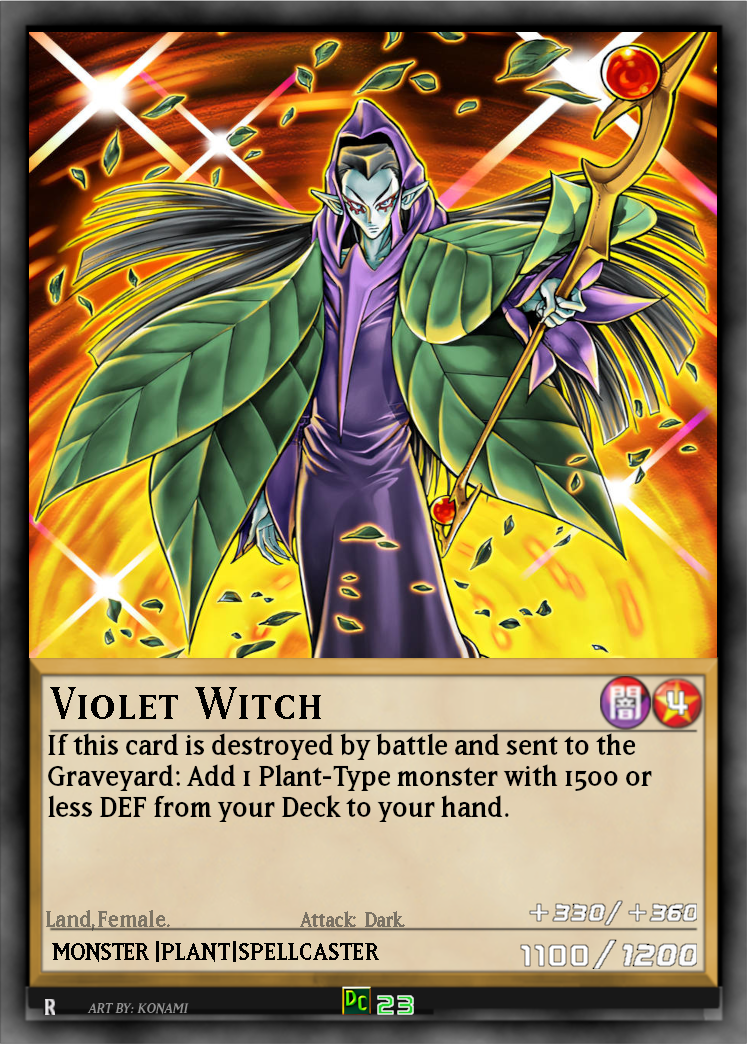 Violet Witch
闇 4
If this card is destroyed by battle and sent to the
Graveyard: Add 1 Plant-Type monster with 1500 or
less DEF from your Deck to your hand.
Land,Female. Attack: Dark. +330/+360
MONSTER |PLANT|SPELLCASTER 1100/1200
R ART BY: KONAMI DC 23